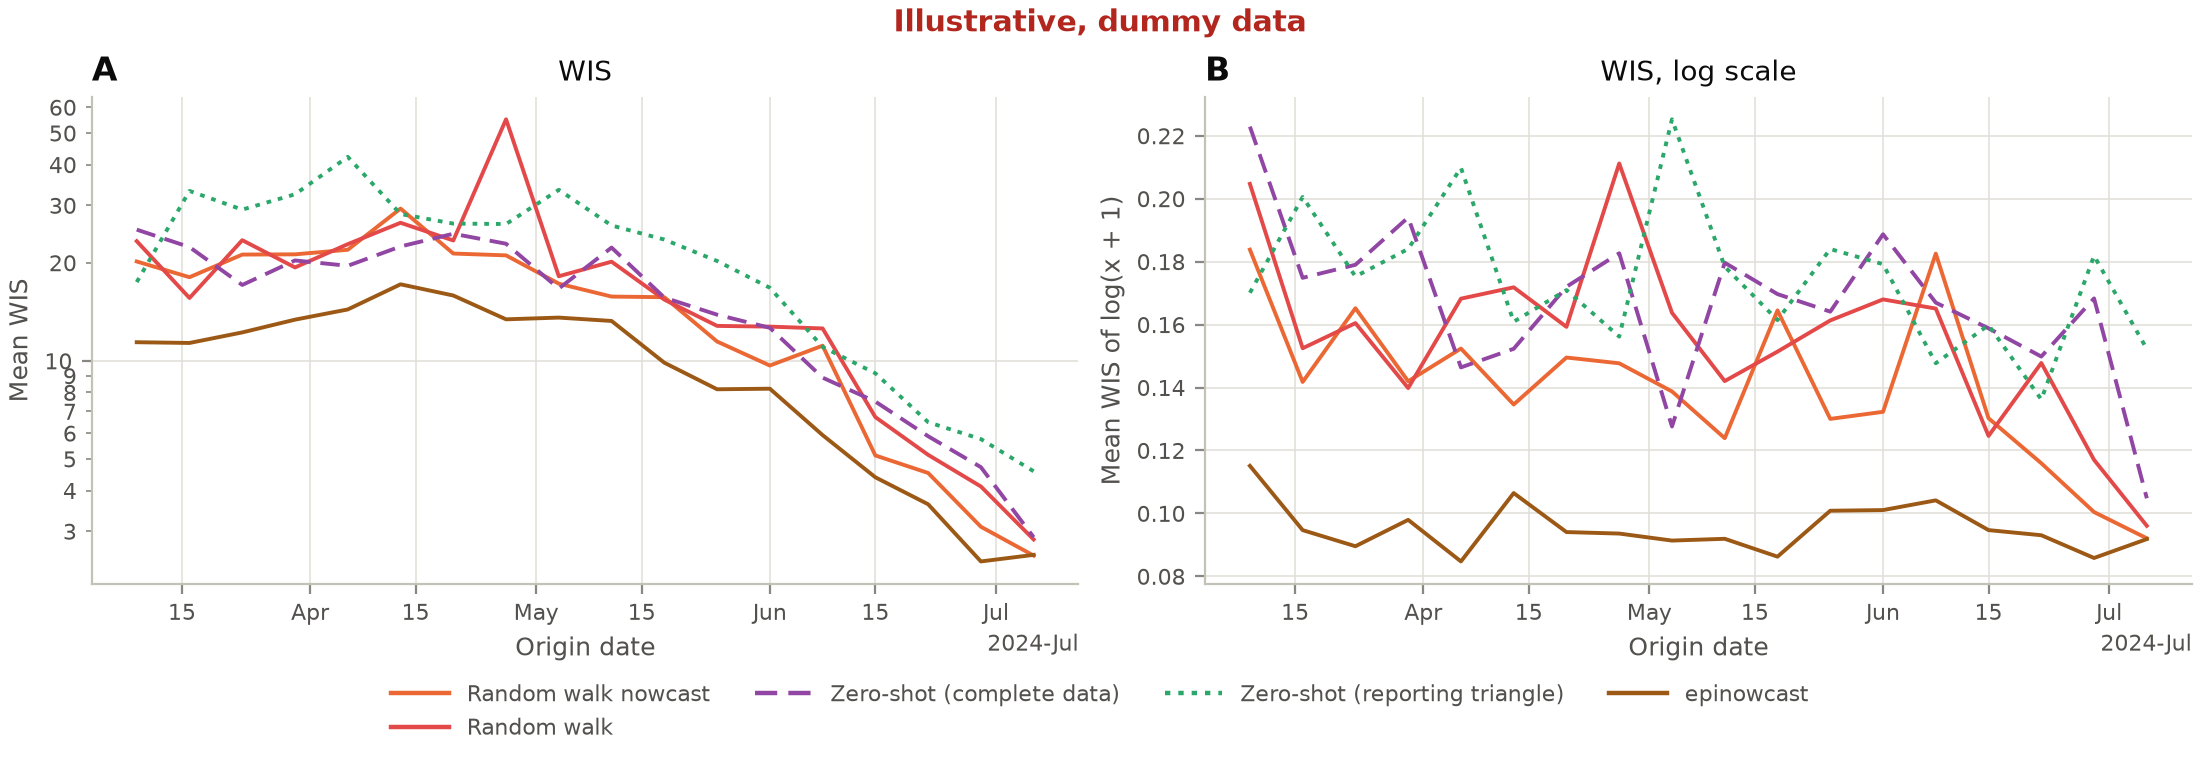 Illustrative, dummy data
A
WIS
Mean WIS
60
50
40
30
20
10
9
8
7
6
5
4
3
15
Apr
15
May
15
Jun
15
Jul
2024-Jul
Origin date
B
WIS, log scale
Mean WIS of log(x + 1)
0.22
0.20
0.18
0.16
0.14
0.12
0.10
0.08
15
Apr
15
May
15
Jun
15
Jul
2024-Jul
Origin date
Random walk nowcast
Random walk
Zero-shot (complete data)
Zero-shot (reporting triangle)
epinowcast